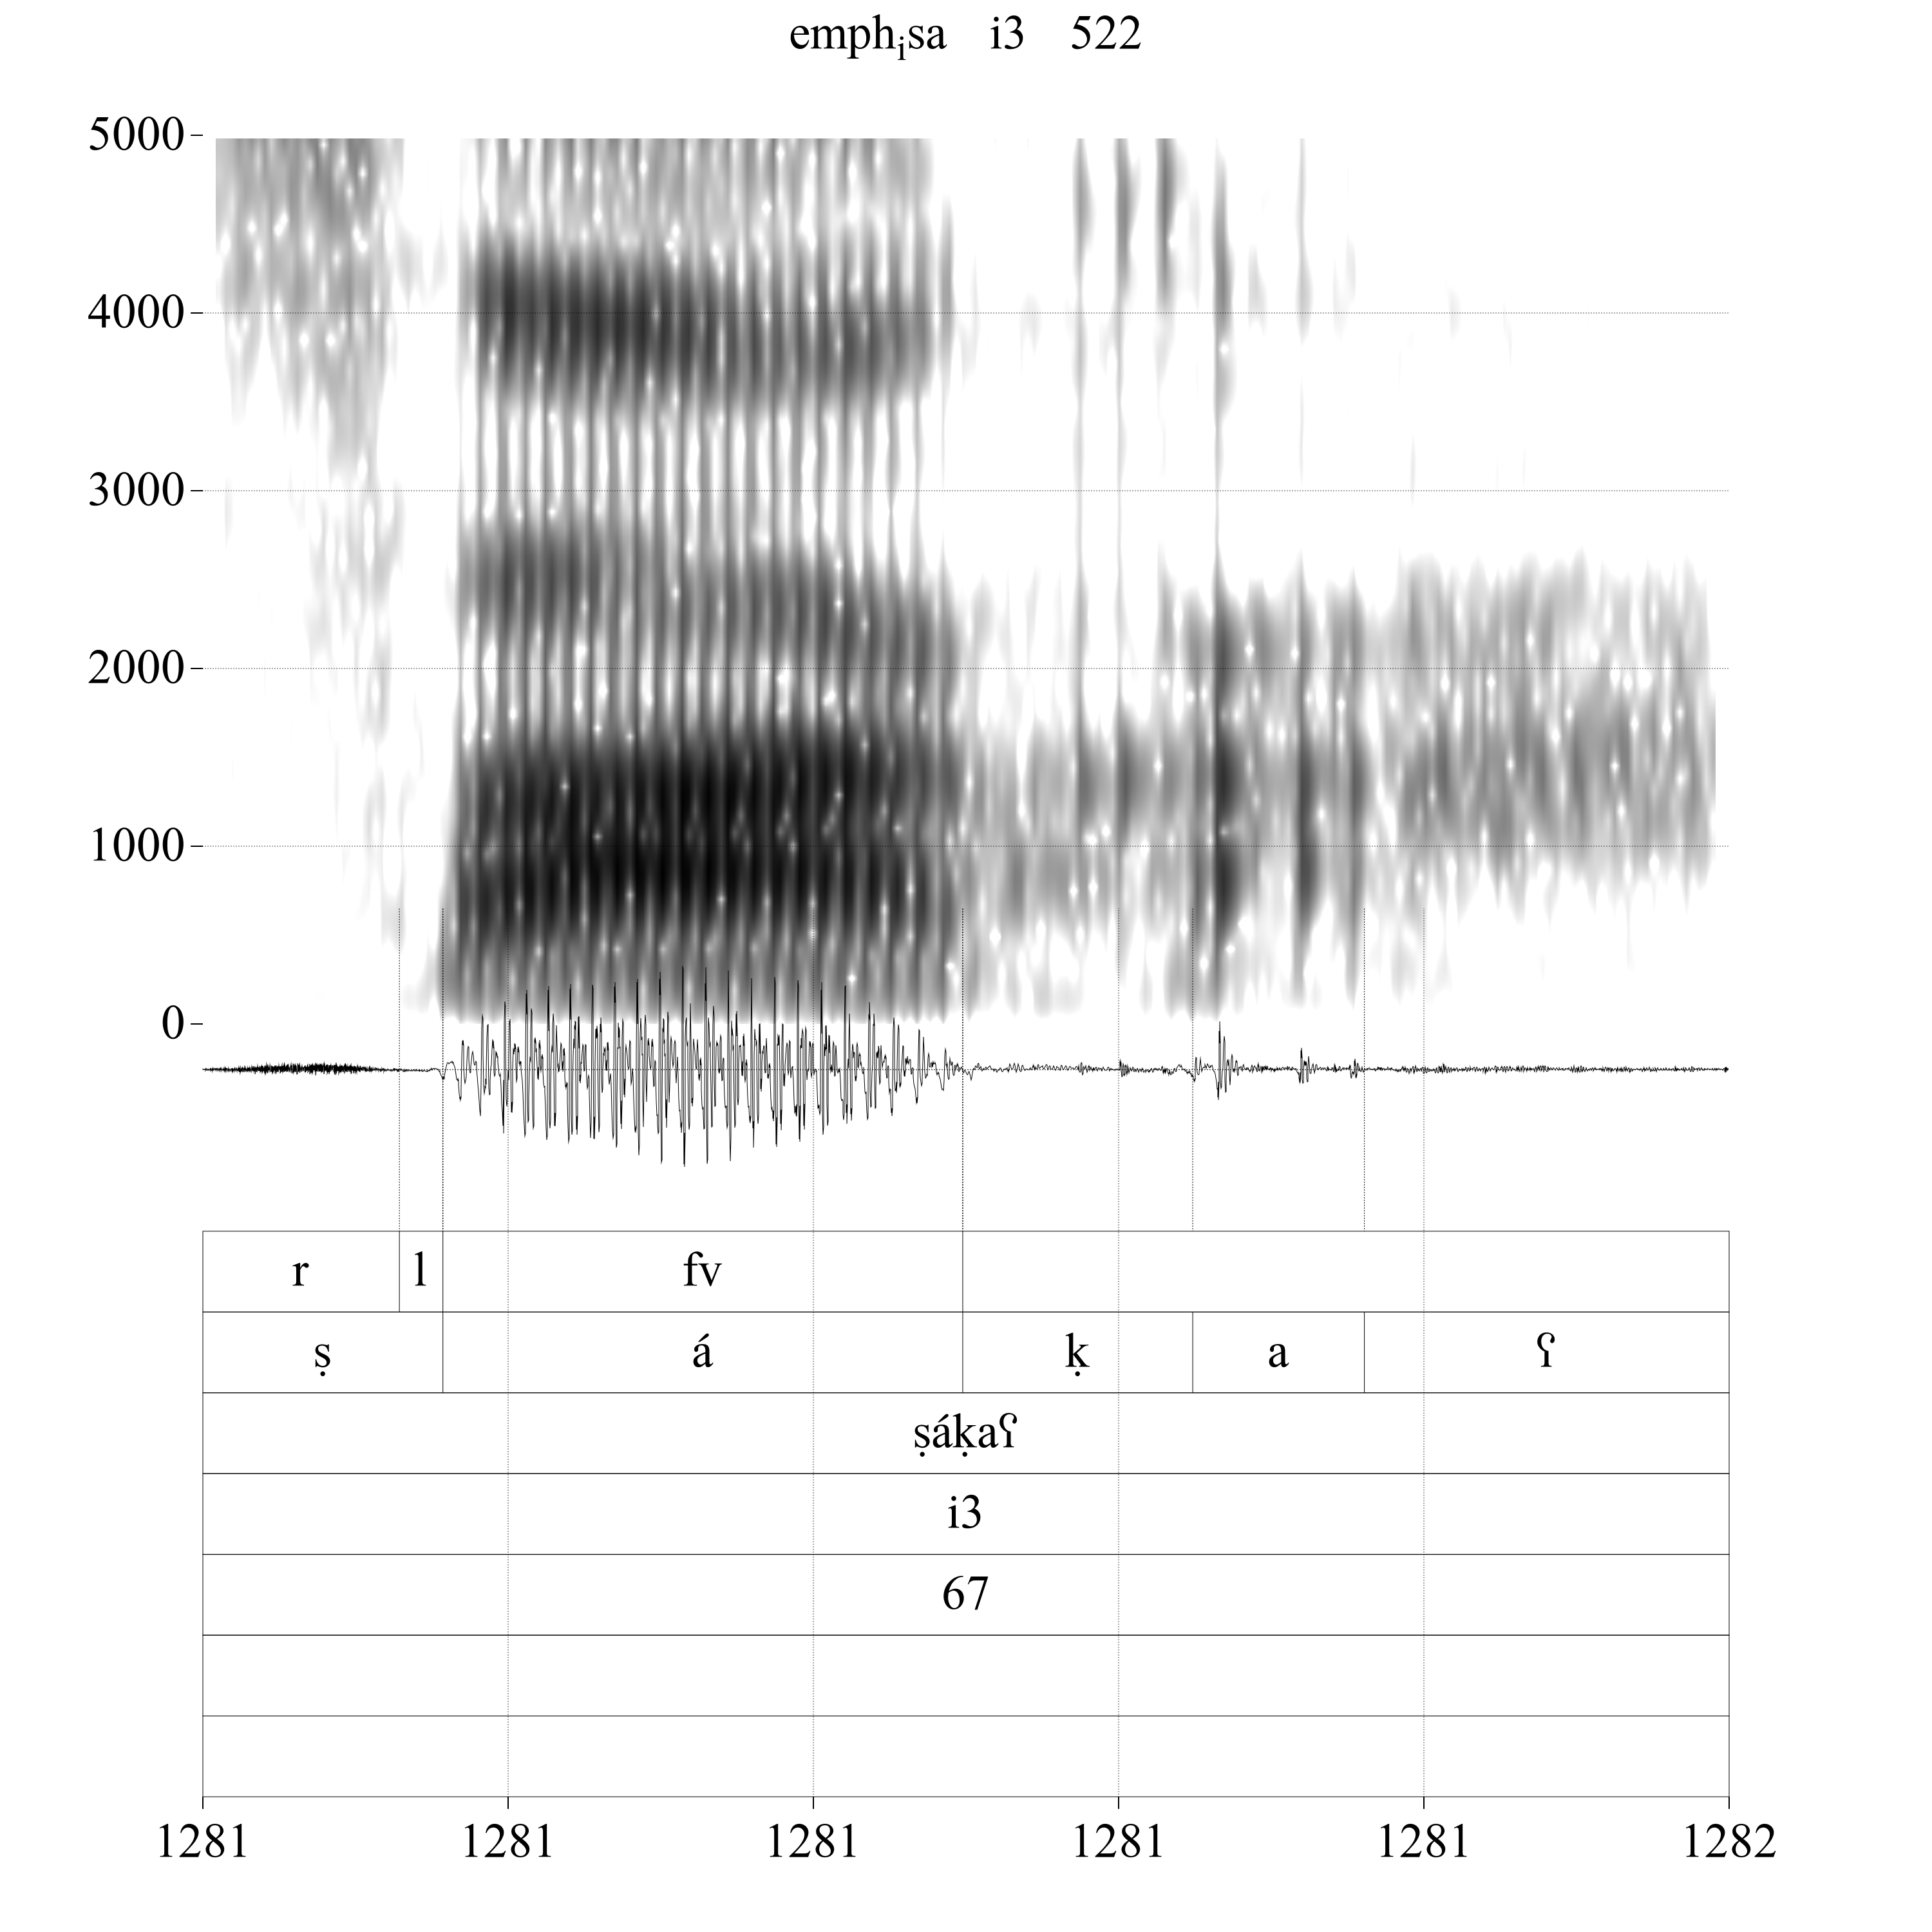 emphᵢsa i3 522
5000
4000
3000
2000
1000
0
r l fv
ṣ á ḳ a ʕ
ṣáḳaʕ
i3
67
1281 1281 1281 1281 1281 1282